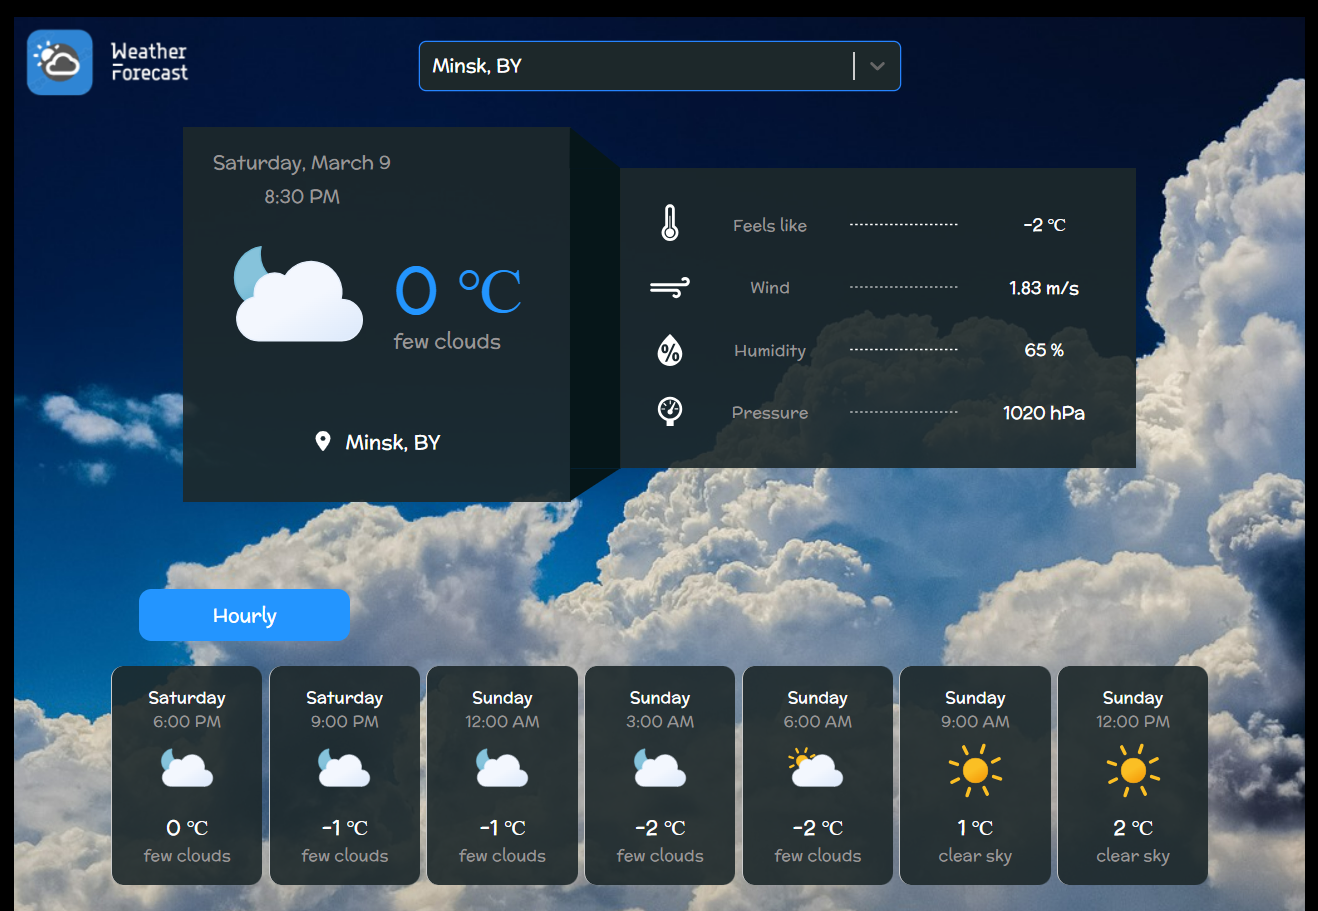 Weather
Forecast
Minsk, BY
Saturday, March 9
8:30 PM
0 °C
few clouds
Minsk, BY
Feels like -2 °C
Wind 1.83 m/s
% Humidity 65 %
Pressure 1020 hPa
Hourly
Saturday
6:00 PM
0 °C
few clouds
Saturday
9:00 PM
-1 °C
few clouds
Sunday
12:00 AM
-1 °C
few clouds
Sunday
3:00 AM
-2 °C
few clouds
Sunday
6:00 AM
-2 °C
few clouds
Sunday
9:00 AM
1 °C
clear sky
Sunday
12:00 PM
2 °C
clear sky